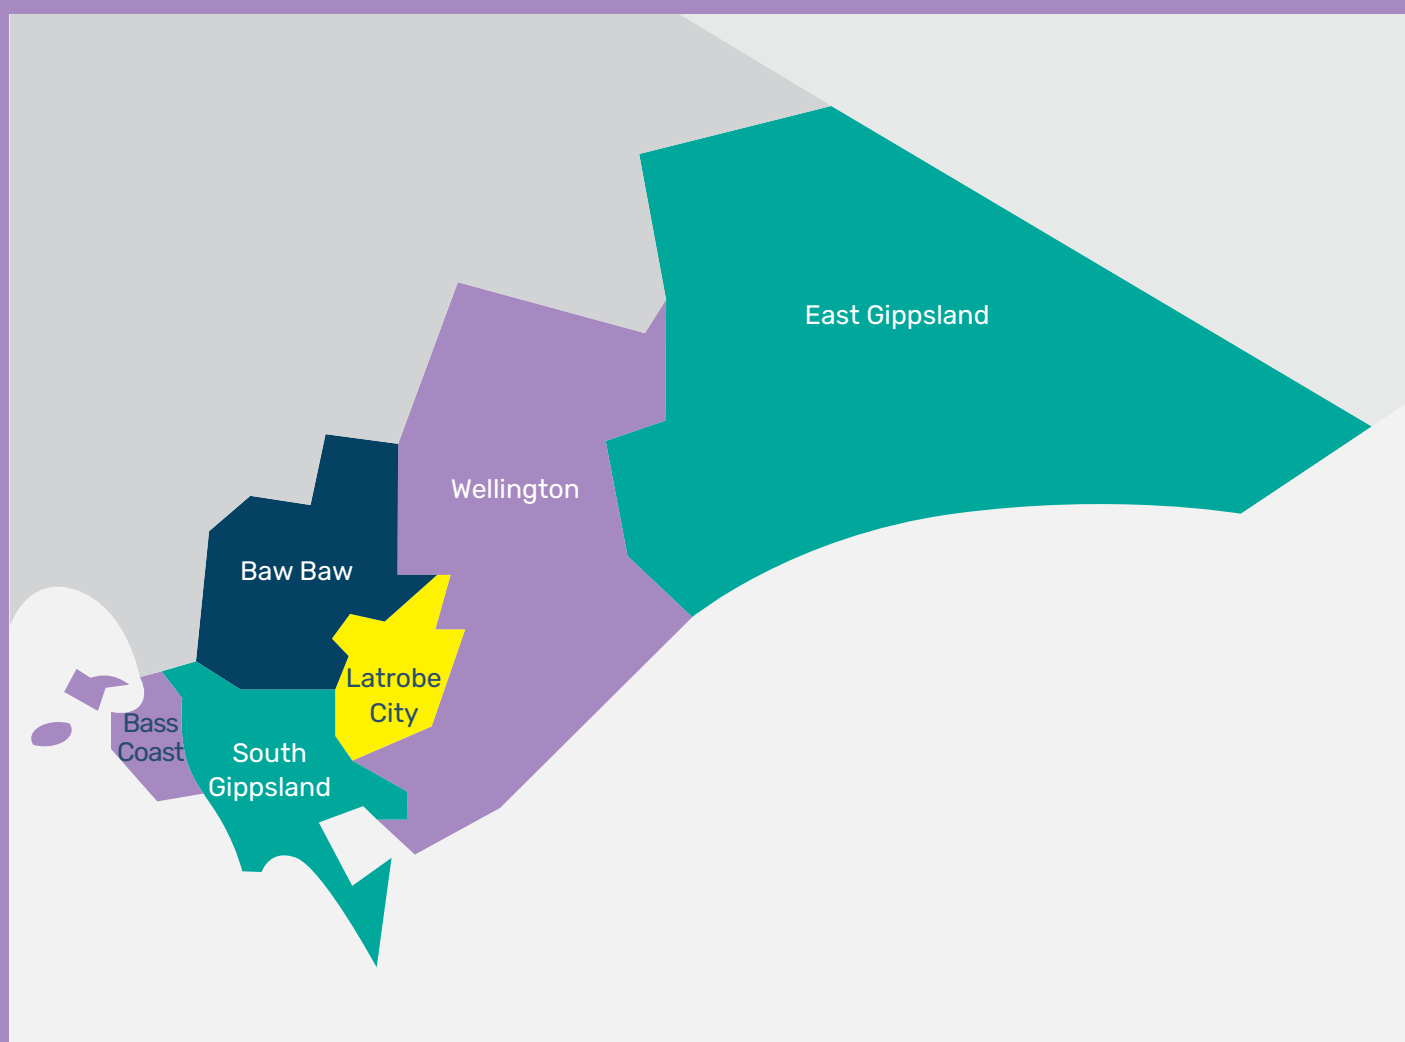 East Gippsland
Wellington
Baw Baw
Latrobe
City
Bass
Coast
South
Gippsland